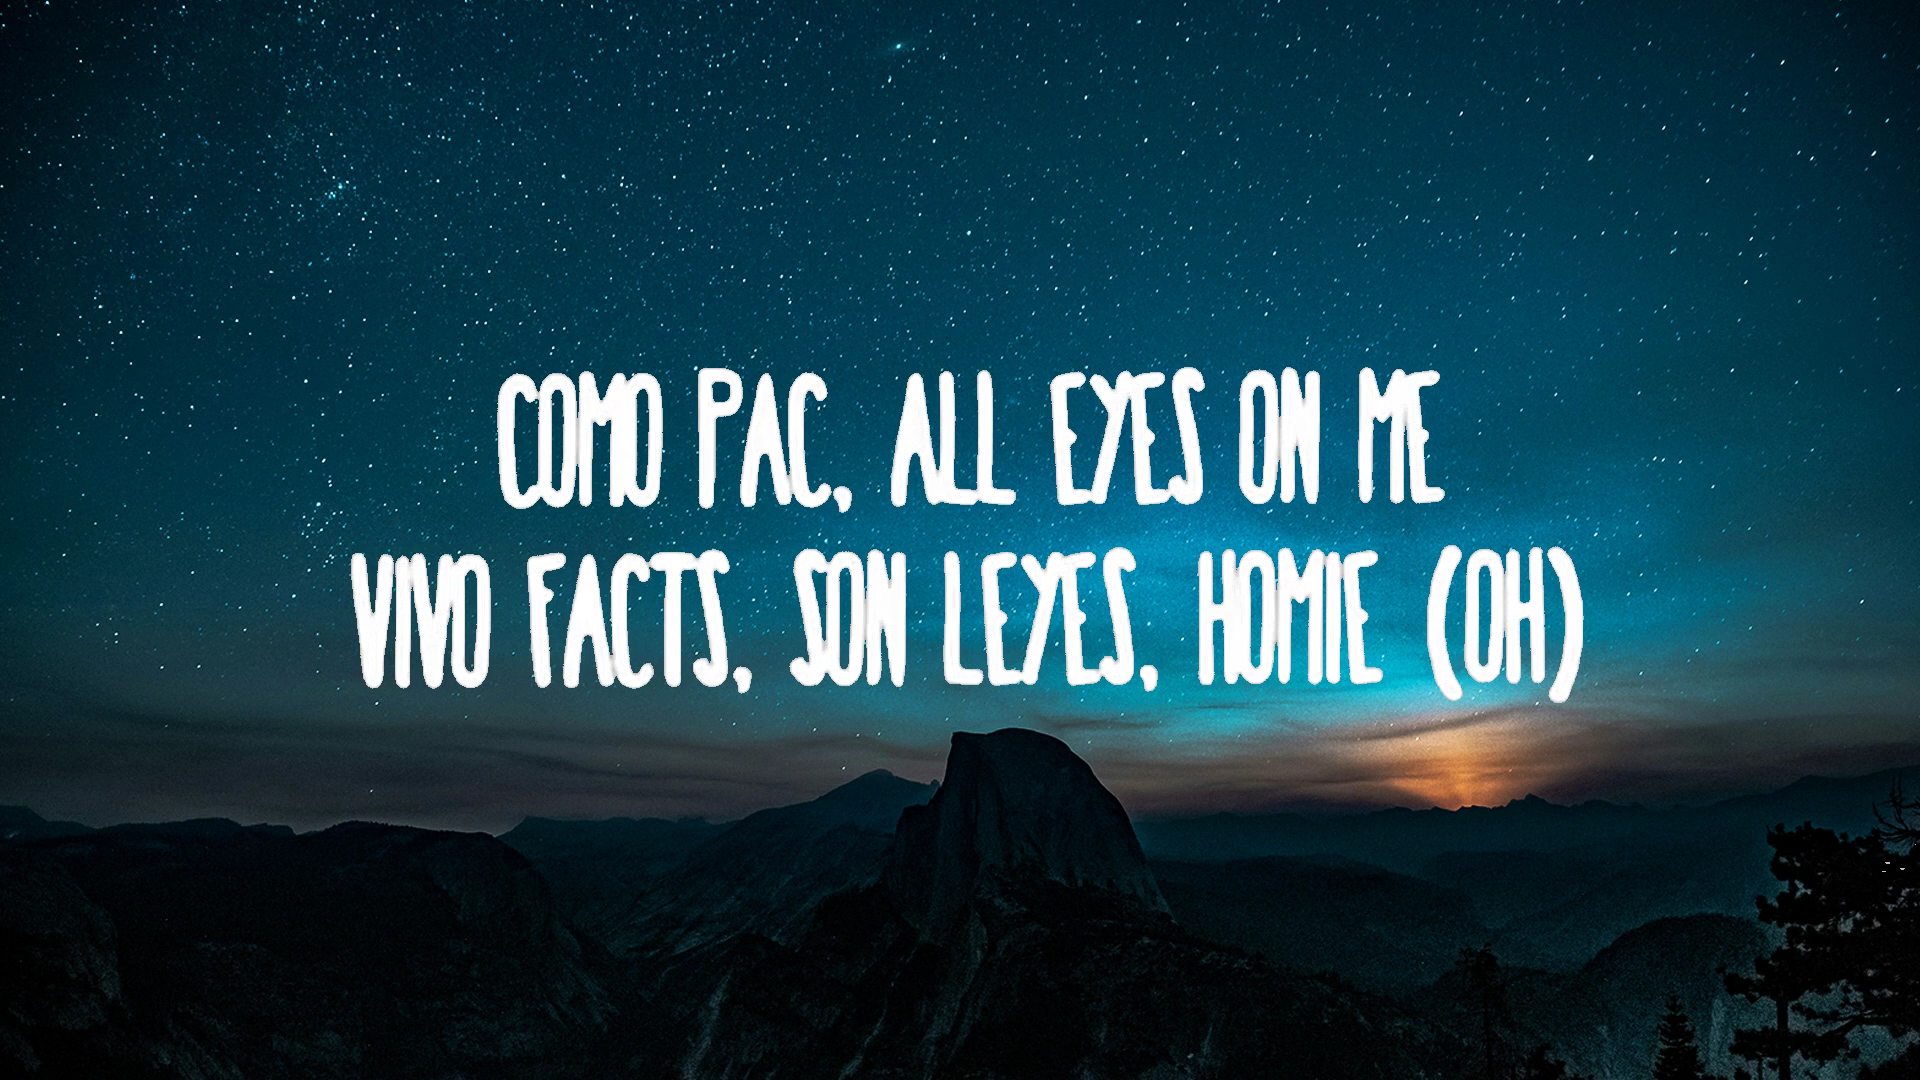 COMO PAC, ALL EYES ON ME
VIVO FACTS, SON LEYES, HOMIE (OH)